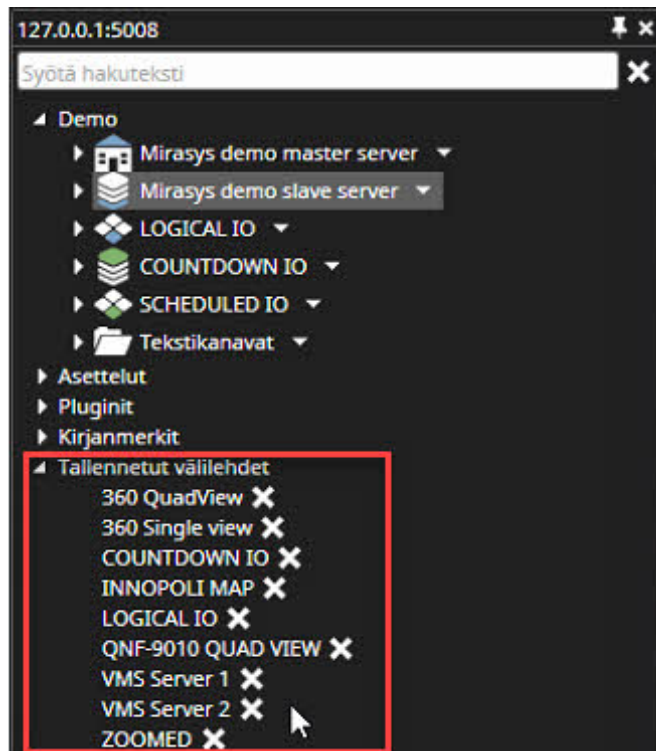 127.0.0.1:5008
Syötä hakuteksti
Demo
Mirasys demo master server
Mirasys demo slave server
LOGICAL IO
COUNTDOWN IO
SCHEDULED IO
Tekstikanavat
Asettelut
Pluginit
Kirjanmerkit
Tallennetut välilehdet
360 QuadView
360 Single view
COUNTDOWN IO
INNOPOLI MAP
LOGICAL IO
QNF-9010 QUAD VIEW
VMS Server 1
VMS Server 2
ZOOMED